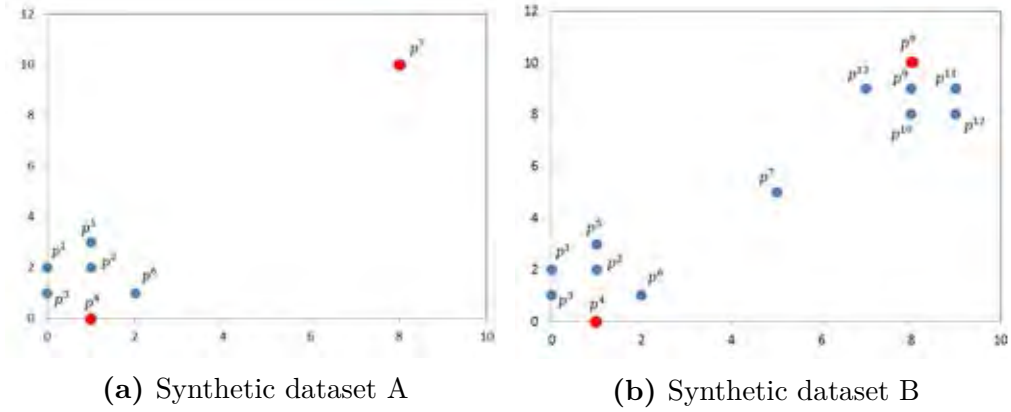 12
p⁷
10
8
6
4
p⁵
p¹
p²
2
p⁶
p³
p⁴
0
0 2 4 6 8 10
(a) Synthetic dataset A
12
10
p⁹ p¹¹
8
p¹⁰
p¹²
6
p⁷
4
p⁵
p¹
p²
2
p⁶
p³
p⁴
0
0 2 4 6 8 10
(b) Synthetic dataset B